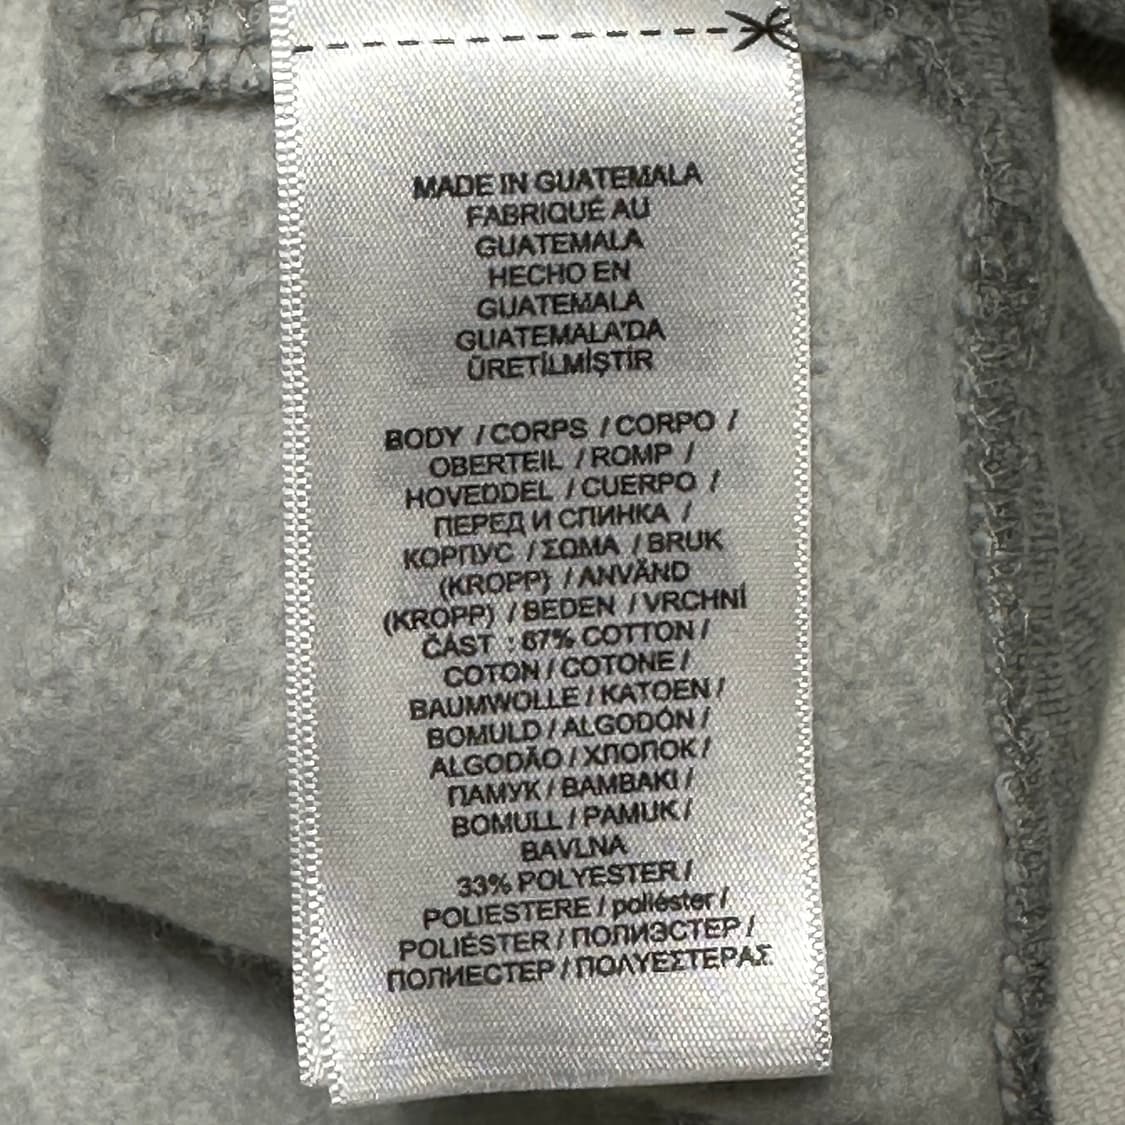 MADE IN GUATEMALA
FABRIQUÉ AU
GUATEMALA
HECHO EN
GUATEMALA
GUATEMALA'DA
ÜRETİLMİŞTİR
BODY / CORPS / CORPO /
OBERTEIL / ROMP /
HOVEDDEL / CUERPO /
ПЕРЕД И СПИНКА /
КОРПУС / ΣΩΜΑ / BRUK
(KROPP) / ANVÄND
(KROPP) / BEDEN / VRCHNÍ
ČÁST : 67% COTTON /
COTON / COTONE /
BAUMWOLLE / KATOEN /
BOMULD / ALGODÓN /
ALGODÃO / ХЛОПОК /
ПАМУК / ΒΑΜΒΑΚΙ /
BOMULL / PAMUK /
BAVLNA
33% POLYESTER /
POLIESTERE / poliéster /
POLIÉSTER / ПОЛИЭСТЕР /
ПОЛИЕСТЕР / ΠΟΛΥΕΣΤΕΡΑΣ